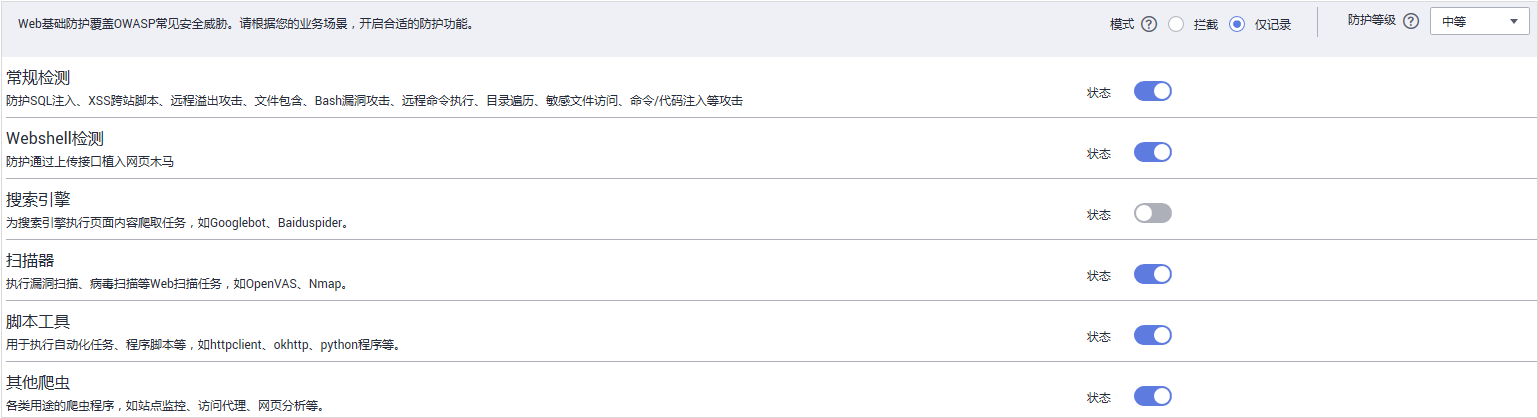 Web基础防护覆盖OWASP常见安全威胁。请根据您的业务场景，开启合适的防护功能。 模式 ? 拦截 仅记录 防护等级 ? 中等
常规检测
防护SQL注入、XSS跨站脚本、远程溢出攻击、文件包含、Bash漏洞攻击、远程命令执行、目录遍历、敏感文件访问、命令/代码注入等攻击 状态
Webshell检测
防护通过上传接口植入网页木马 状态
搜索引擎
为搜索引擎执行页面内容爬取任务，如Googlebot、Baiduspider。 状态
扫描器
执行漏洞扫描、病毒扫描等Web扫描任务，如OpenVAS、Nmap。 状态
脚本工具
用于执行自动化任务、程序脚本等，如httpclient、okhttp、python程序等。 状态
其他爬虫
各类用途的爬虫程序，如站点监控、访问代理、网页分析等。 状态